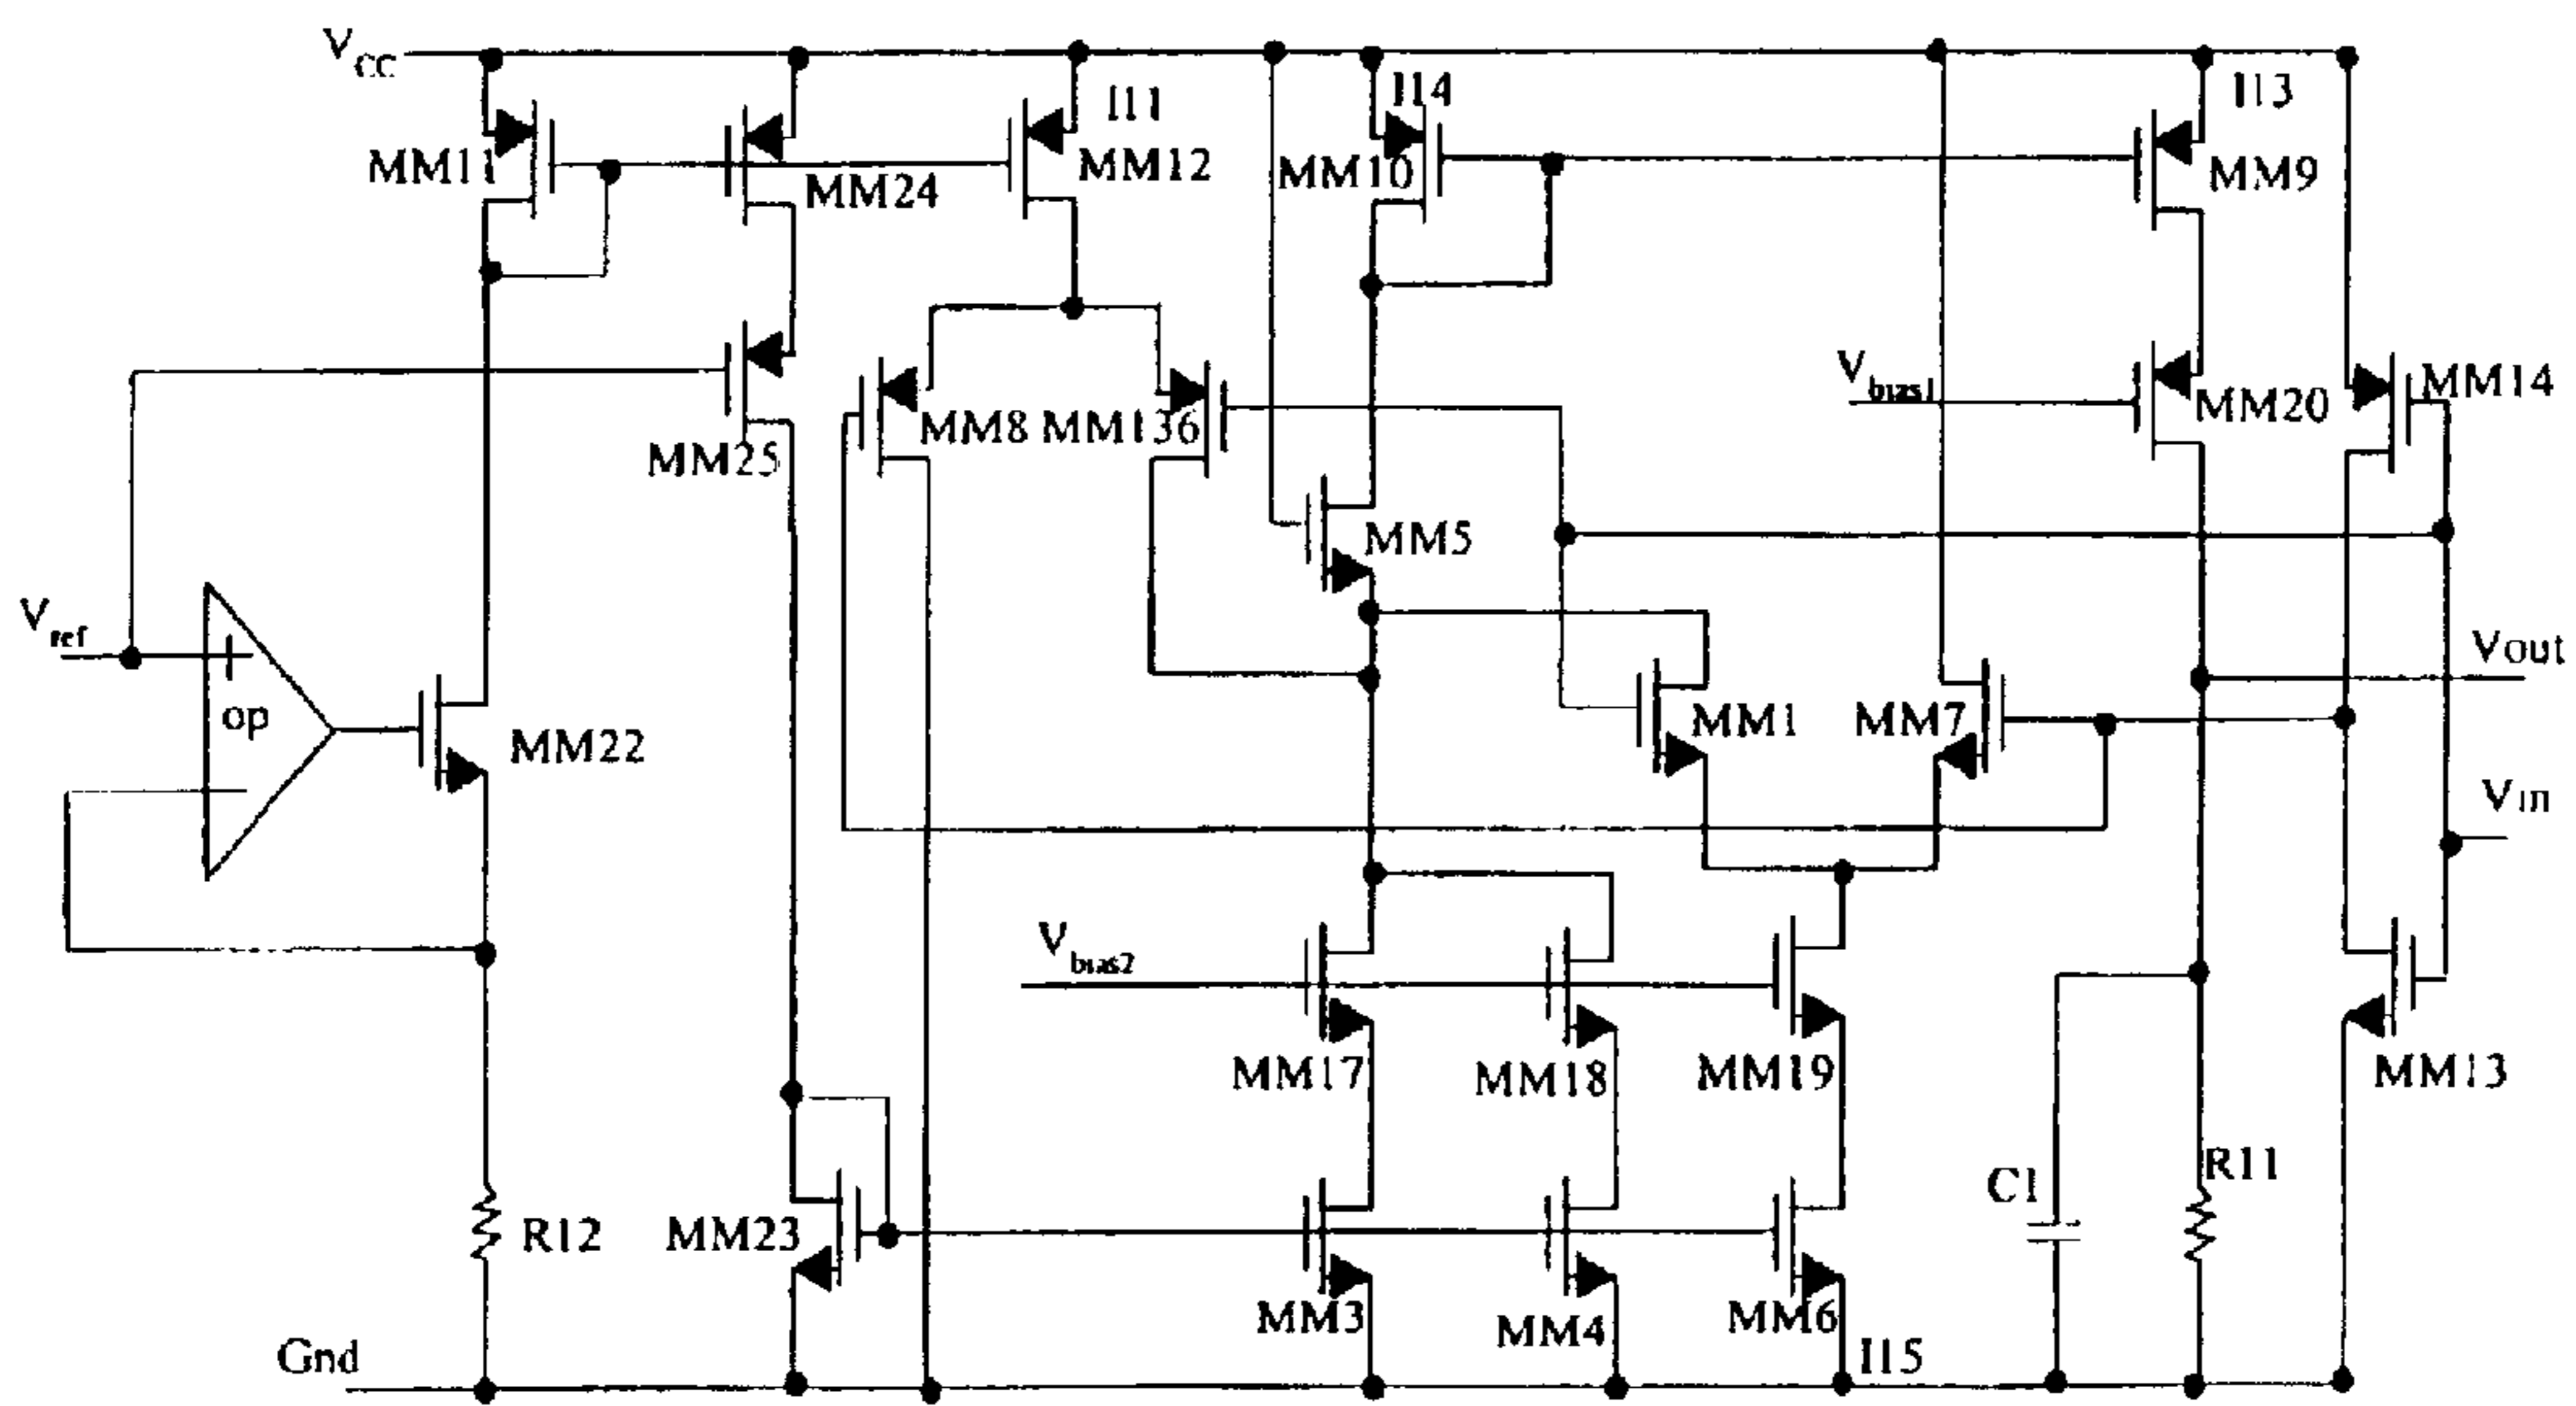 Vcc
I11
I14
I13
MM11
MM24
MM12
MM10
MM9
Vbias1
MM14
MM8
MM136
MM20
MM25
MM5
Vref
+
op
MM22
MM1
MM7
Vout
Vin
Vbias2
MM17
MM18
MM19
MM13
R12
MM23
C1
R11
MM3
MM4
MM6
Gnd
I15